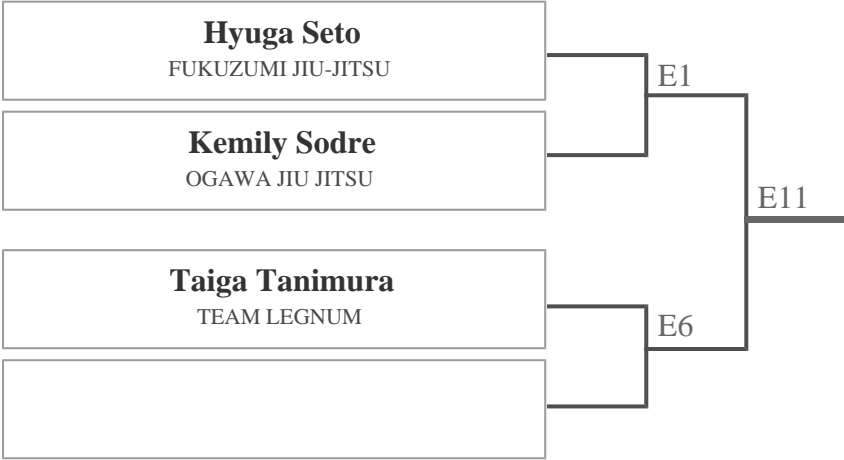 Hyuga Seto
FUKUZUMI JIU-JITSU
E1
Kemily Sodre
OGAWA JIU JITSU
E11
Taiga Tanimura
TEAM LEGNUM
E6